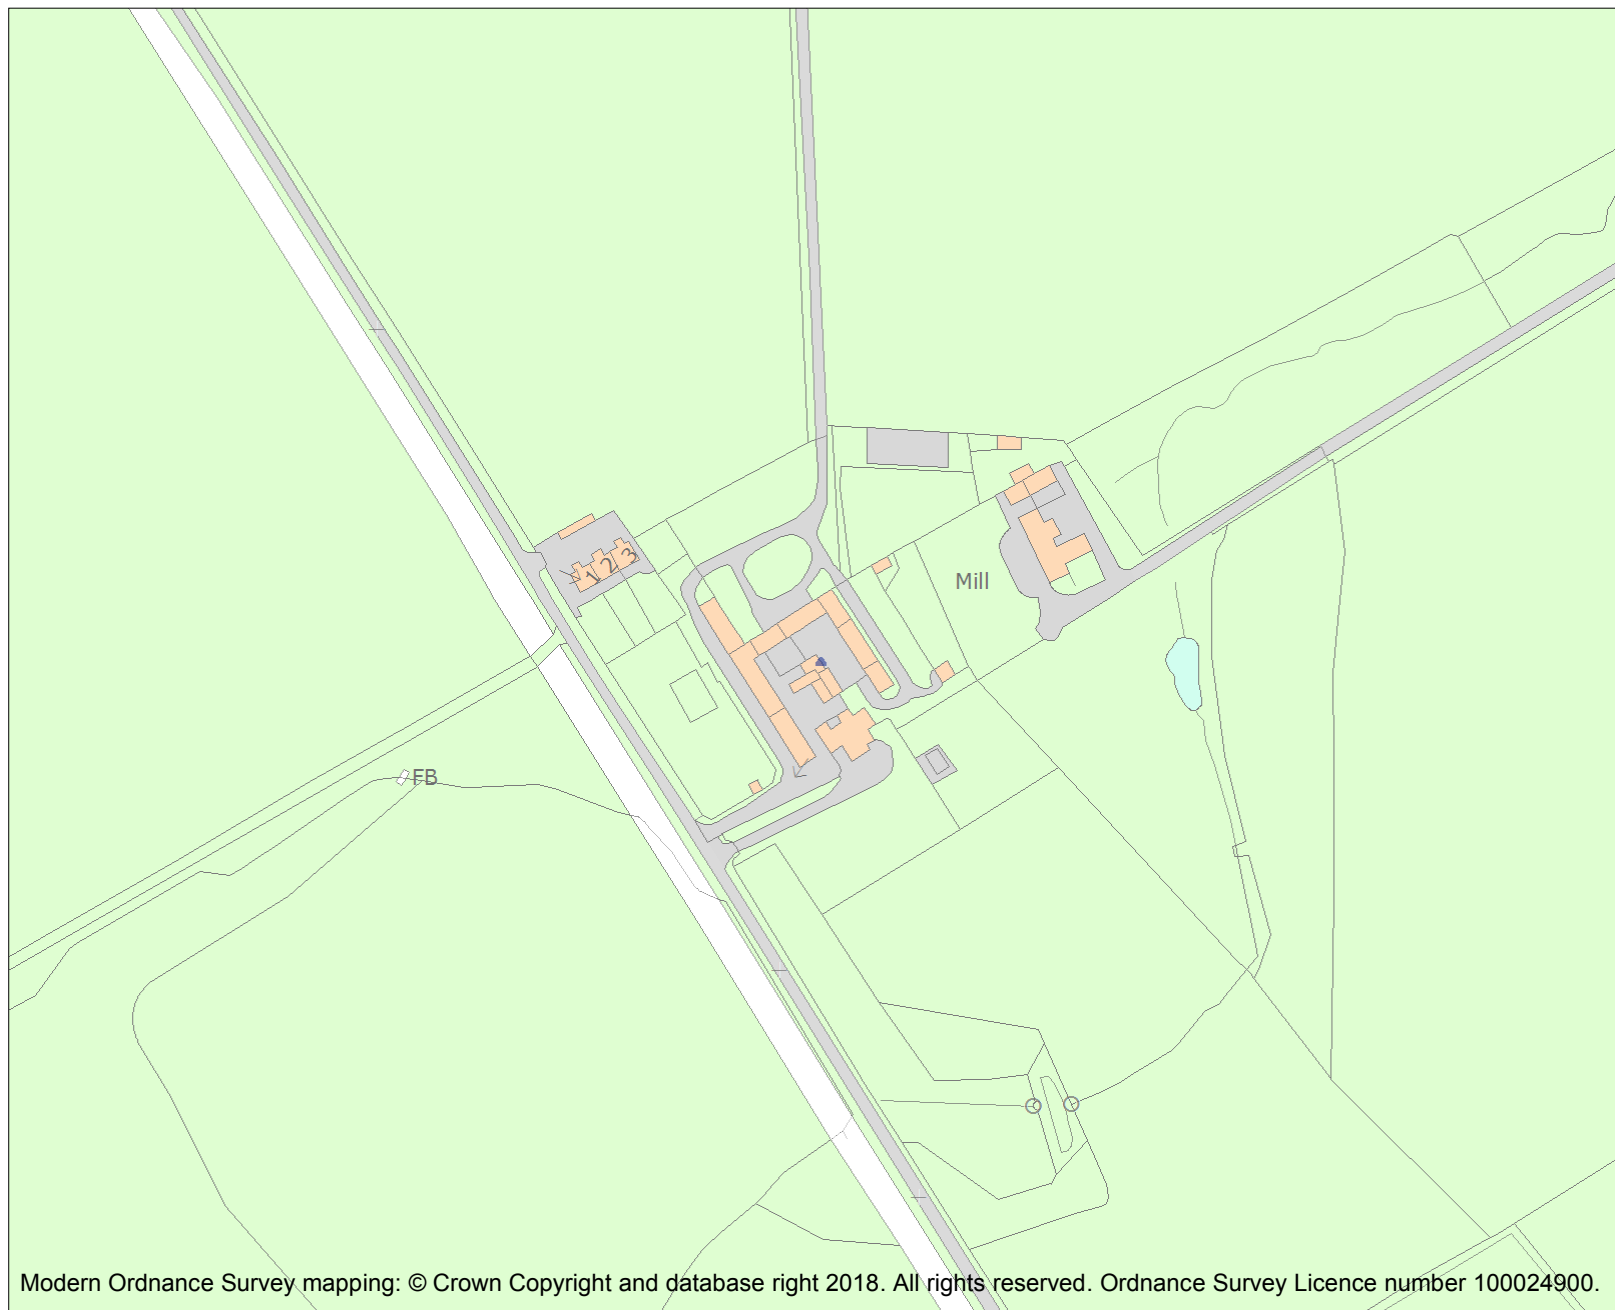 1 2 3
Mill
FB
Modern Ordnance Survey mapping: © Crown Copyright and database right 2018. All rights reserved. Ordnance Survey Licence number 100024900.